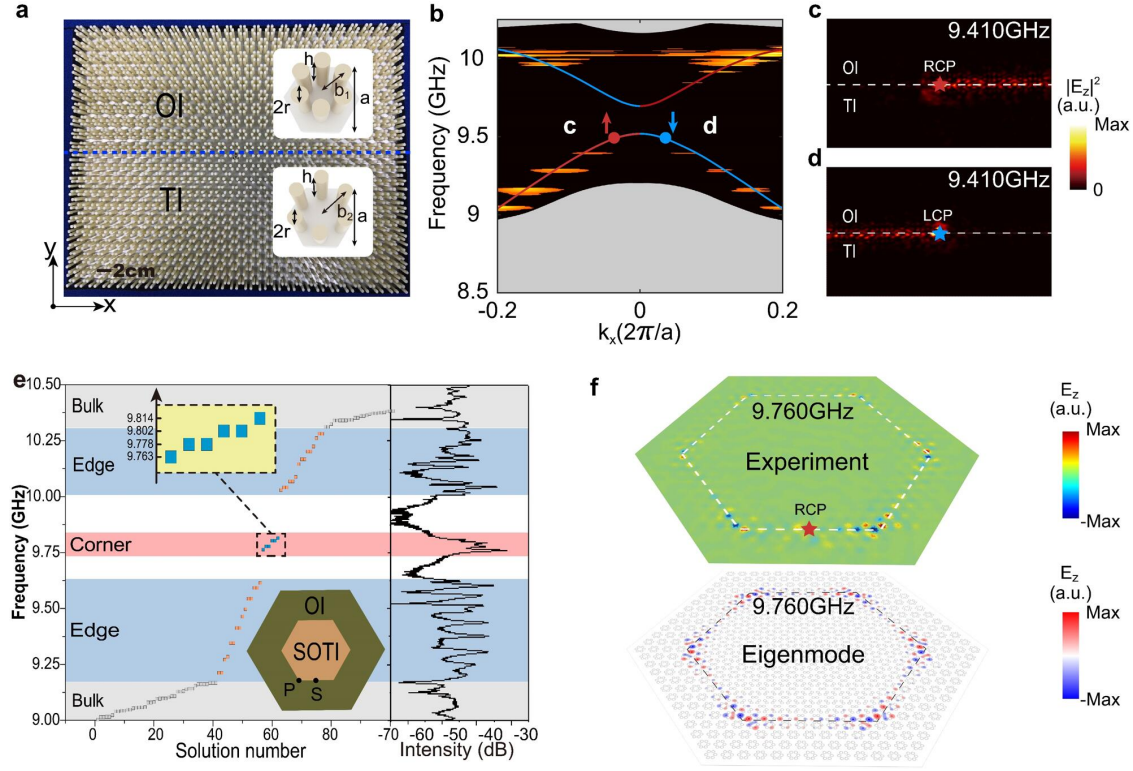 a
OI
TI
h
2r
b1
a
h
2r
b2
a
y
x
2cm
b
Frequency (GHz)
10
9.5
9
8.5
c
d
-0.2
0
0.2
kx(2π/a)
c
9.410GHz
OI
RCP
TI
|Ez|²
(a.u.)
Max
0
d
9.410GHz
OI
LCP
TI
e
Frequency (GHz)
10.50
10.25
10.00
9.75
9.50
9.25
9.00
Bulk
Edge
Corner
Edge
Bulk
9.814
9.802
9.778
9.763
OI
SOTI
P
S
0 20 40 60 80
-70 -60 -50 -40 -30
Solution number
Intensity (dB)
f
9.760GHz
Experiment
RCP
Ez
(a.u.)
Max
-Max
9.760GHz
Eigenmode
Ez
(a.u.)
Max
-Max